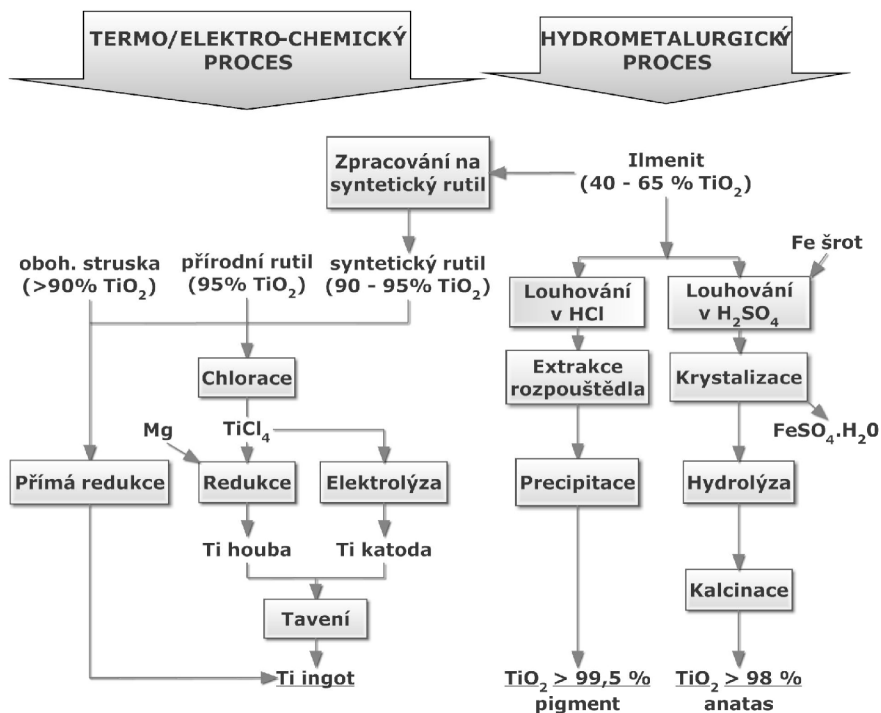 TERMO/ELEKTRO-CHEMICKÝ
PROCES
HYDROMETALURGICKÝ
PROCES
Zpracování na
syntetický rutil
Ilmenit
(40 - 65 % TiO₂)
oboh. struska
(>90% TiO₂)
přírodní rutil
(95% TiO₂)
syntetický rutil
(90 - 95% TiO₂)
Fe šrot
Louhování
v HCl
Louhování
v H₂SO₄
Chlorace
Extrakce
rozpouštědla
Krystalizace
Mg
TiCl₄
FeSO₄.H₂0
Přímá redukce
Redukce
Elektrolýza
Precipitace
Hydrolýza
Ti houba
Ti katoda
Tavení
Kalcinace
Ti ingot
TiO₂ > 99,5 %
pigment
TiO₂ > 98 %
anatas